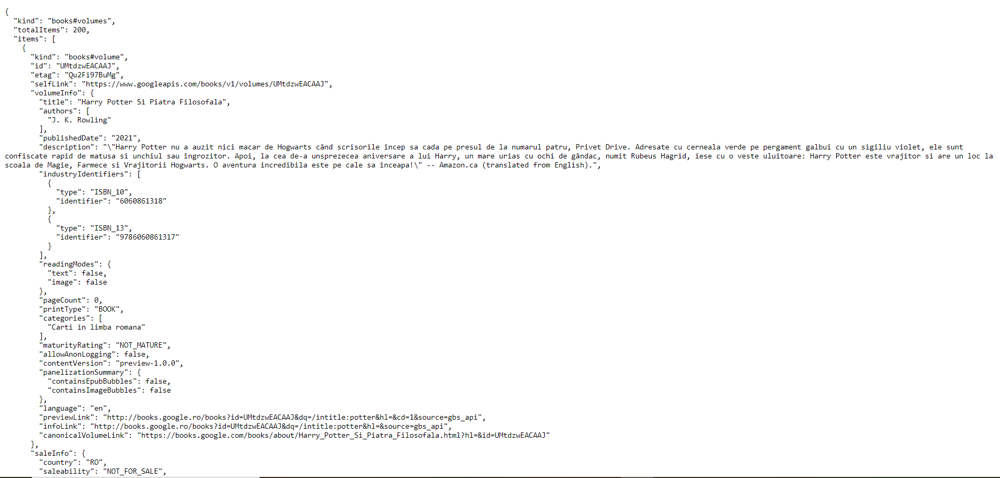 {
  "kind": "books#volumes",
  "totalItems": 200,
  "items": [
    {
      "kind": "books#volume",
      "id": "UMtdzwEACAAJ",
      "etag": "Qu2Fi97BuMg",
      "selfLink": "https://www.googleapis.com/books/v1/volumes/UMtdzwEACAAJ",
      "volumeInfo": {
        "title": "Harry Potter Si Piatra Filosofala",
        "authors": [
          "J. K. Rowling"
        ],
        "publishedDate": "2021",
        "description": "\"Harry Potter nu a auzit nici macar de Hogwarts când scrisorile încep sa cada pe presul de la numarul patru, Privet Drive. Adresate cu cerneala verde pe pergament galbui cu un sigiliu violet, ele sunt
confiscate rapid de matusa si unchiul sau îngrozitor. Apoi, la cea de-a unsprezecea aniversare a lui Harry, un mare urias cu ochi de gândac, numit Rubeus Hagrid, iese cu o veste uluitoare: Harry Potter este vrajitor si are un loc la
scoala de Magie, Farmece si Vrajitorii Hogwarts. O aventura incredibila este pe cale sa înceapa!\" -- Amazon.ca (translated from English).",
        "industryIdentifiers": [
          {
            "type": "ISBN_10",
            "identifier": "6060861318"
          },
          {
            "type": "ISBN_13",
            "identifier": "9786060861317"
          }
        ],
        "readingModes": {
          "text": false,
          "image": false
        },
        "pageCount": 0,
        "printType": "BOOK",
        "categories": [
          "Carti in limba romana"
        ],
        "maturityRating": "NOT_MATURE",
        "allowAnonLogging": false,
        "contentVersion": "preview-1.0.0",
        "panelizationSummary": {
          "containsEpubBubbles": false,
          "containsImageBubbles": false
        },
        "language": "en",
        "previewLink": "http://books.google.ro/books?id=UMtdzwEACAAJ&dq=/intitle:potter&hl=&cd=1&source=gbs_api",
        "infoLink": "http://books.google.ro/books?id=UMtdzwEACAAJ&dq=/intitle:potter&hl=&source=gbs_api",
        "canonicalVolumeLink": "https://books.google.com/books/about/Harry_Potter_Si_Piatra_Filosofala.html?hl=&id=UMtdzwEACAAJ"
      },
      "saleInfo": {
        "country": "RO",
        "saleability": "NOT_FOR_SALE",